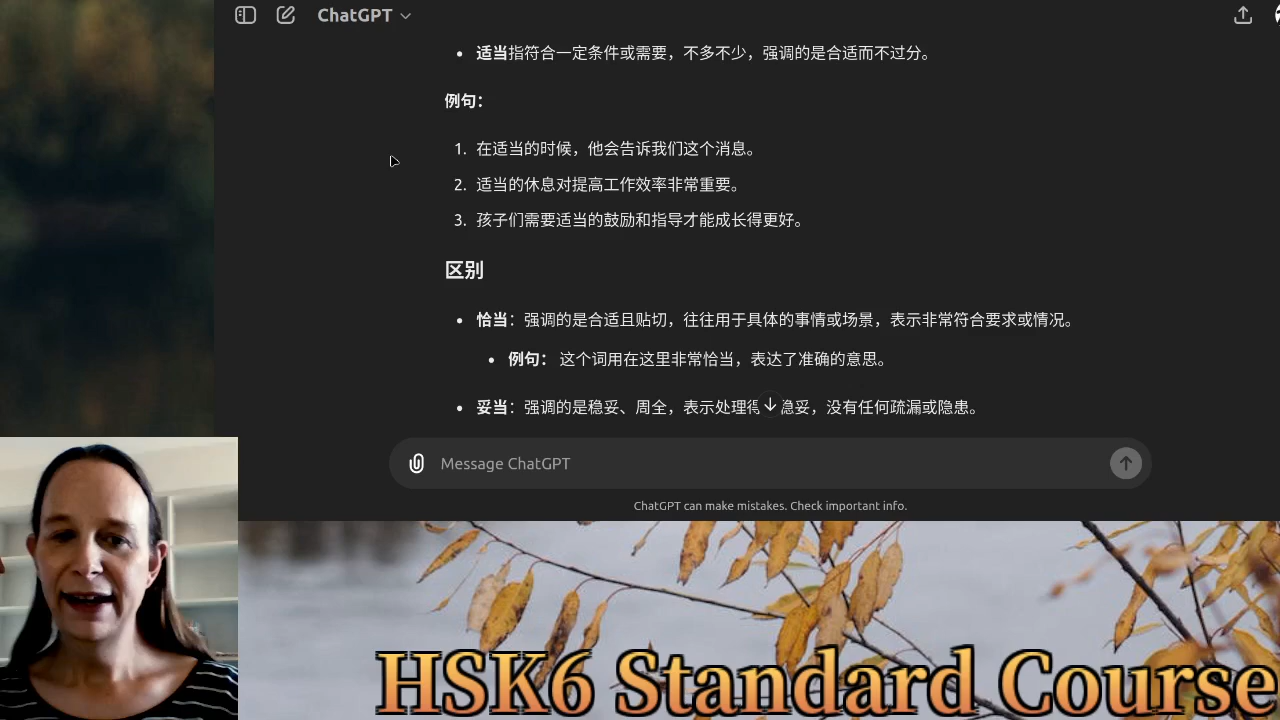 ChatGPT
适当指符合一定条件或需要，不多不少，强调的是合适而不过分。
例句：
1. 在适当的时候，他会告诉我们这个消息。
2. 适当的休息对提高工作效率非常重要。
3. 孩子们需要适当的鼓励和指导才能成长得更好。
区别
恰当：强调的是合适且贴切，往往用于具体的事情或场景，表示非常符合要求或情况。
例句： 这个词用在这里非常恰当，表达了准确的意思。
妥当：强调的是稳妥、周全，表示处理得稳妥，没有任何疏漏或隐患。
Message ChatGPT
ChatGPT can make mistakes. Check important info.
HSK6 Standard Course